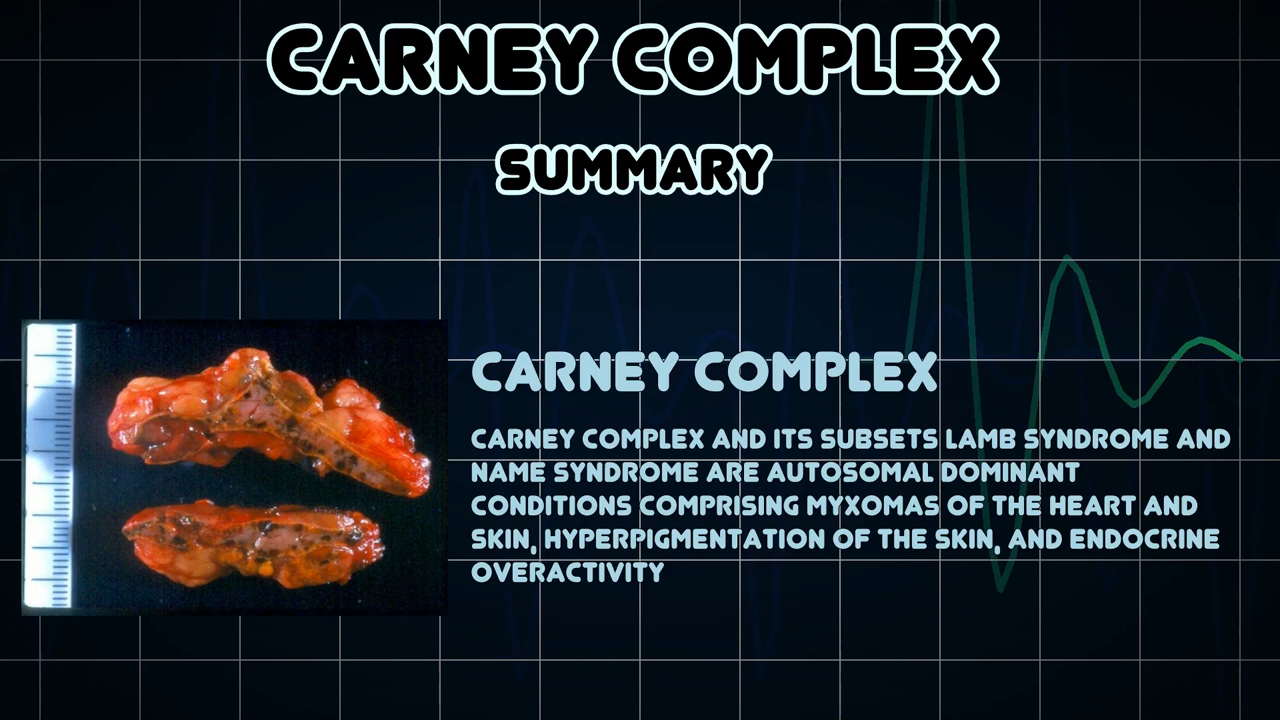 CARNEY COMPLEX
SUMMARY
CARNEY COMPLEX
CARNEY COMPLEX AND ITS SUBSETS LAMB SYNDROME AND
NAME SYNDROME ARE AUTOSOMAL DOMINANT
CONDITIONS COMPRISING MYXOMAS OF THE HEART AND
SKIN, HYPERPIGMENTATION OF THE SKIN, AND ENDOCRINE
OVERACTIVITY